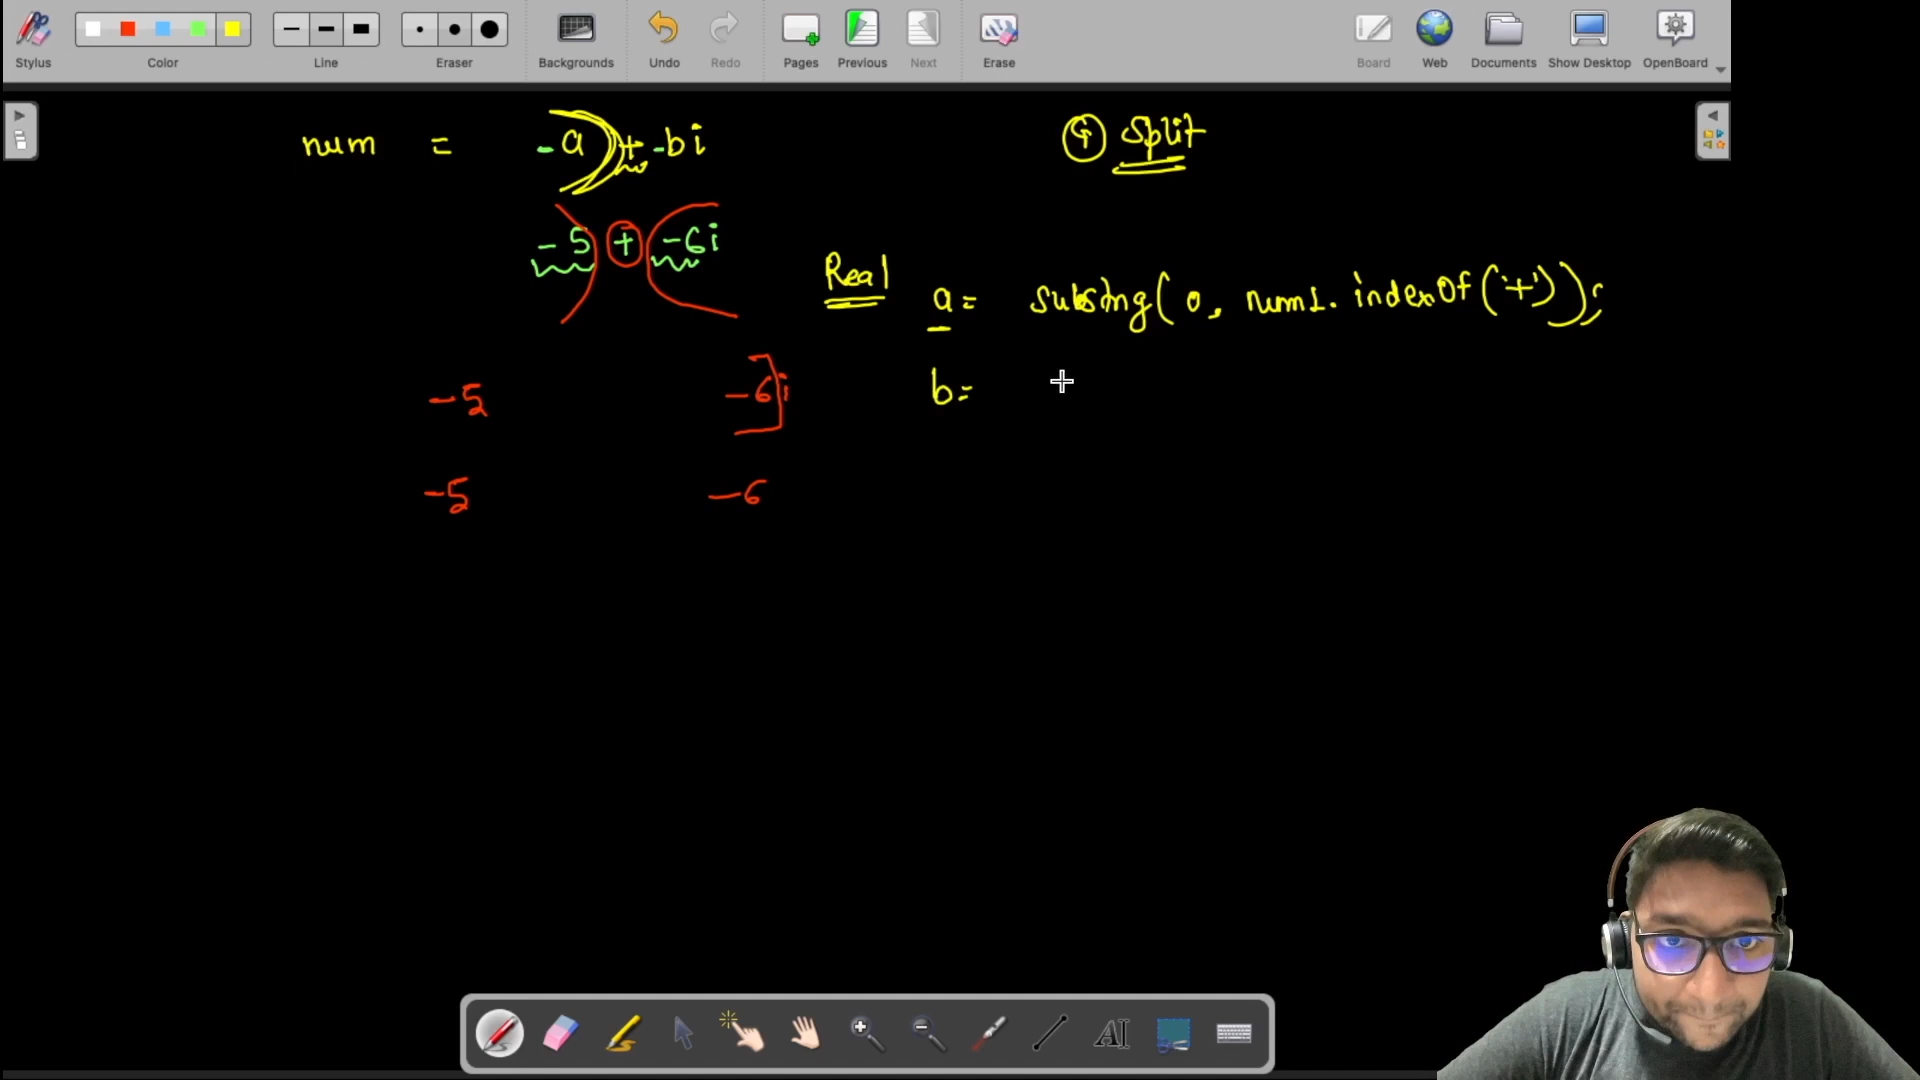 Stylus Color Line Eraser Backgrounds Undo Redo Pages Previous Next Erase Board Web Documents Show Desktop OpenBoard
num = -a + -bi
① Split
-5 + -6i
Real
a = substring(0, num1.indexOf('+'));
b =
-5 -6i
-5 -6
AI